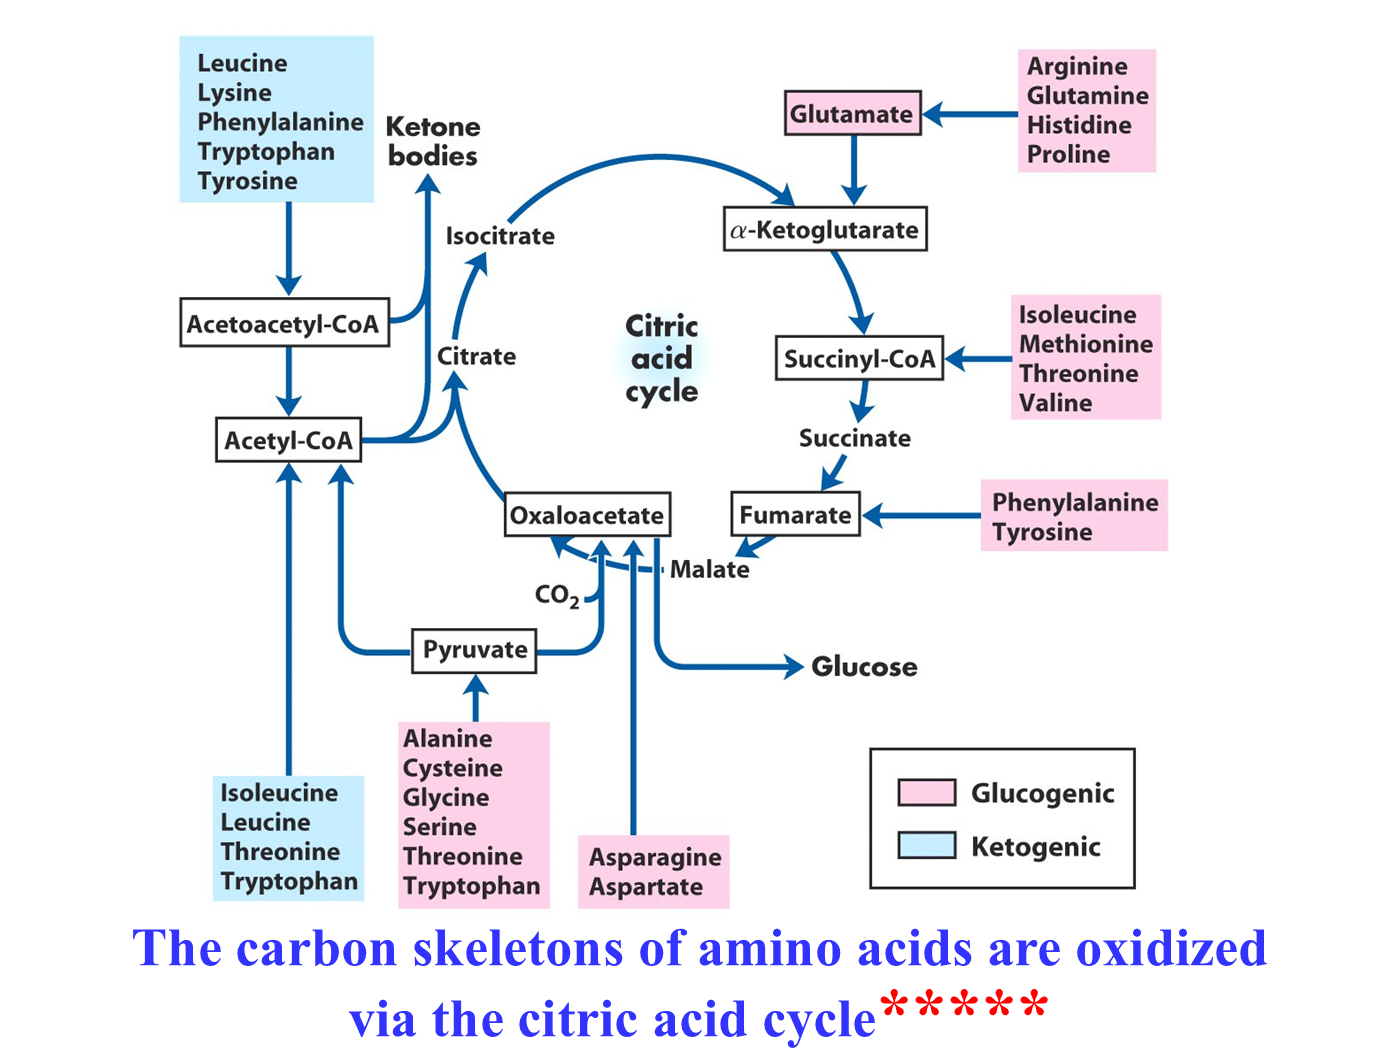 Leucine
Lysine
Phenylalanine
Tryptophan
Tyrosine
Ketone
bodies
Glutamate
Arginine
Glutamine
Histidine
Proline
Isocitrate
α-Ketoglutarate
Acetoacetyl-CoA
Citrate
Citric
acid
cycle
Succinyl-CoA
Isoleucine
Methionine
Threonine
Valine
Acetyl-CoA
Succinate
Oxaloacetate
Fumarate
Phenylalanine
Tyrosine
Malate
CO₂
Pyruvate
Glucose
Isoleucine
Leucine
Threonine
Tryptophan
Alanine
Cysteine
Glycine
Serine
Threonine
Tryptophan
Asparagine
Aspartate
Glucogenic
Ketogenic
The carbon skeletons of amino acids are oxidized
via the citric acid cycle*****